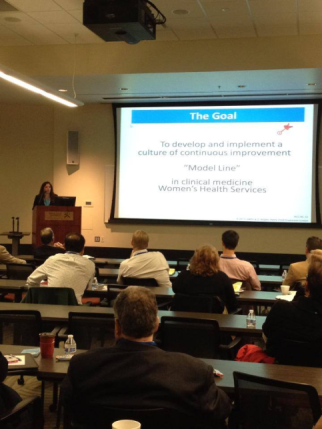 The Goal
To develop and implement a
culture of continuous improvement
"Model Line"
in clinical medicine
Women's Health Services